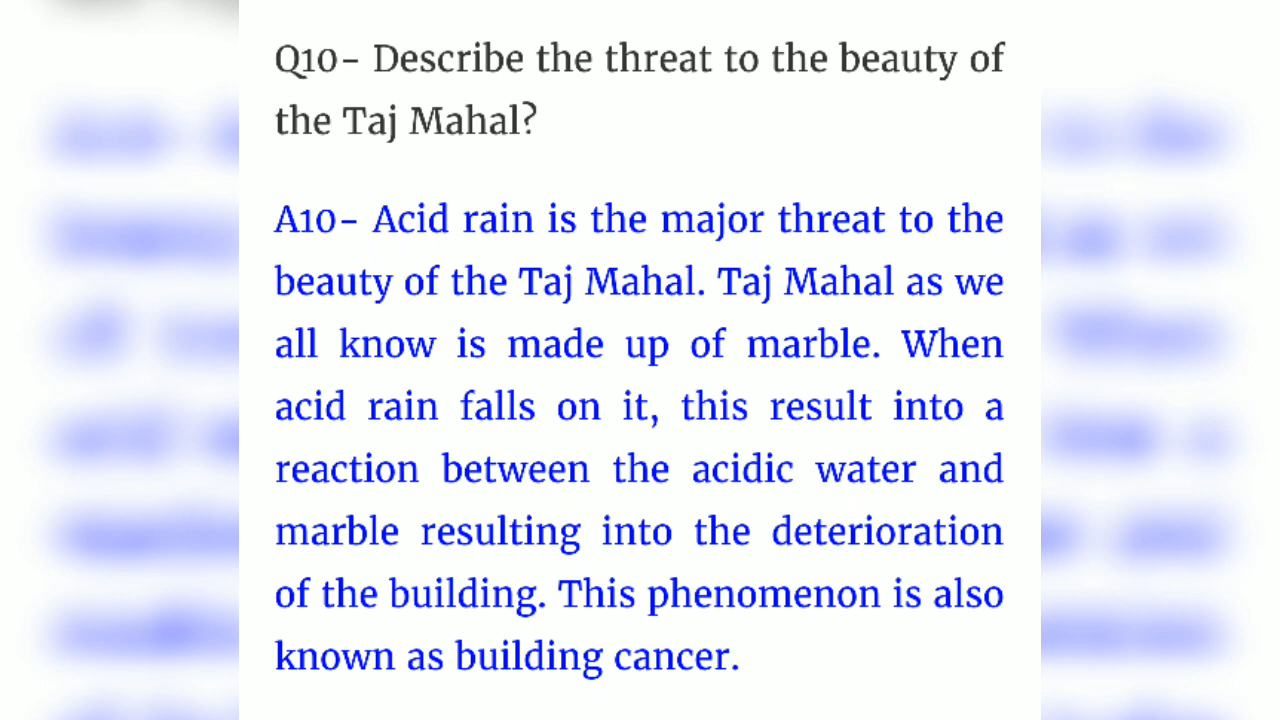 Q10- Describe the threat to the beauty of
the Taj Mahal?
A10- Acid rain is the major threat to the
beauty of the Taj Mahal. Taj Mahal as we
all know is made up of marble. When
acid rain falls on it, this result into a
reaction between the acidic water and
marble resulting into the deterioration
of the building. This phenomenon is also
known as building cancer.